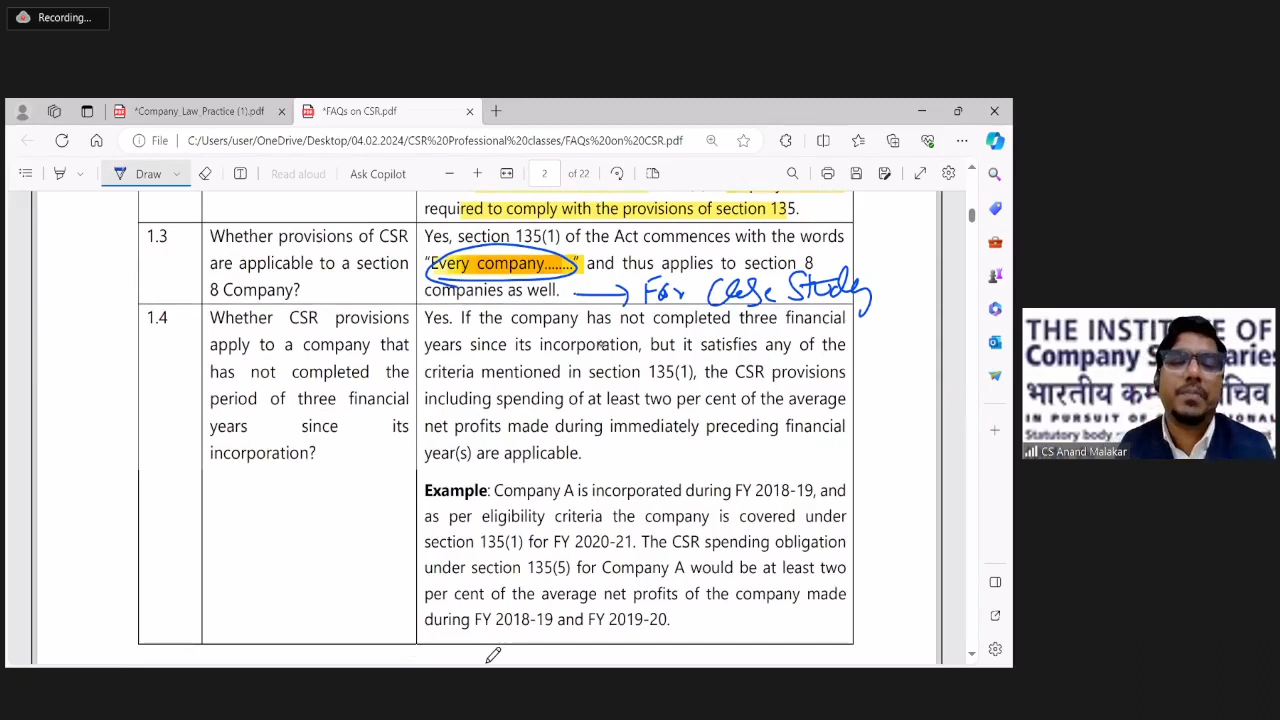 Recording...
*Company_Law_Practice (1).pdf
*FAQs on CSR.pdf
File
C:/Users/user/OneDrive/Desktop/04.02.2024/CSR%20Professional%20classes/FAQs%20on%20CSR.pdf
Draw
Read aloud
Ask Copilot
2
of 22
required to comply with the provisions of section 135.
1.3
Whether provisions of CSR
are applicable to a section
8 Company?
Yes, section 135(1) of the Act commences with the words
“Every company........” and thus applies to section 8
companies as well.
For Case Study
1.4
Whether CSR provisions
apply to a company that
has not completed the
period of three financial
years since its
incorporation?
Yes. If the company has not completed three financial
years since its incorporation, but it satisfies any of the
criteria mentioned in section 135(1), the CSR provisions
including spending of at least two per cent of the average
net profits made during immediately preceding financial
year(s) are applicable.
Example: Company A is incorporated during FY 2018-19, and
as per eligibility criteria the company is covered under
section 135(1) for FY 2020-21. The CSR spending obligation
under section 135(5) for Company A would be at least two
per cent of the average net profits of the company made
during FY 2018-19 and FY 2019-20.
THE INSTITUTE OF
Company
भारतीय
IN PURSUIT
Statutory body
CS Anand Malakar